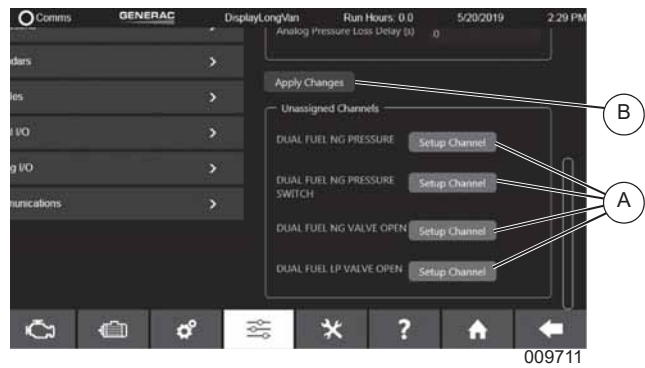 Comms GENERAC DisplayLongVan Run Hours: 0.0 5/20/2019 2:29 PM
Analog Pressure Loss Delay (s) .0
dars
Apply Changes
les
Unassigned Channels
B
l I/O
DUAL FUEL NG PRESSURE Setup Channel
g I/O
DUAL FUEL NG PRESSURE SWITCH Setup Channel
A
nunications
DUAL FUEL NG VALVE OPEN Setup Channel
DUAL FUEL LP VALVE OPEN Setup Channel
?
009711